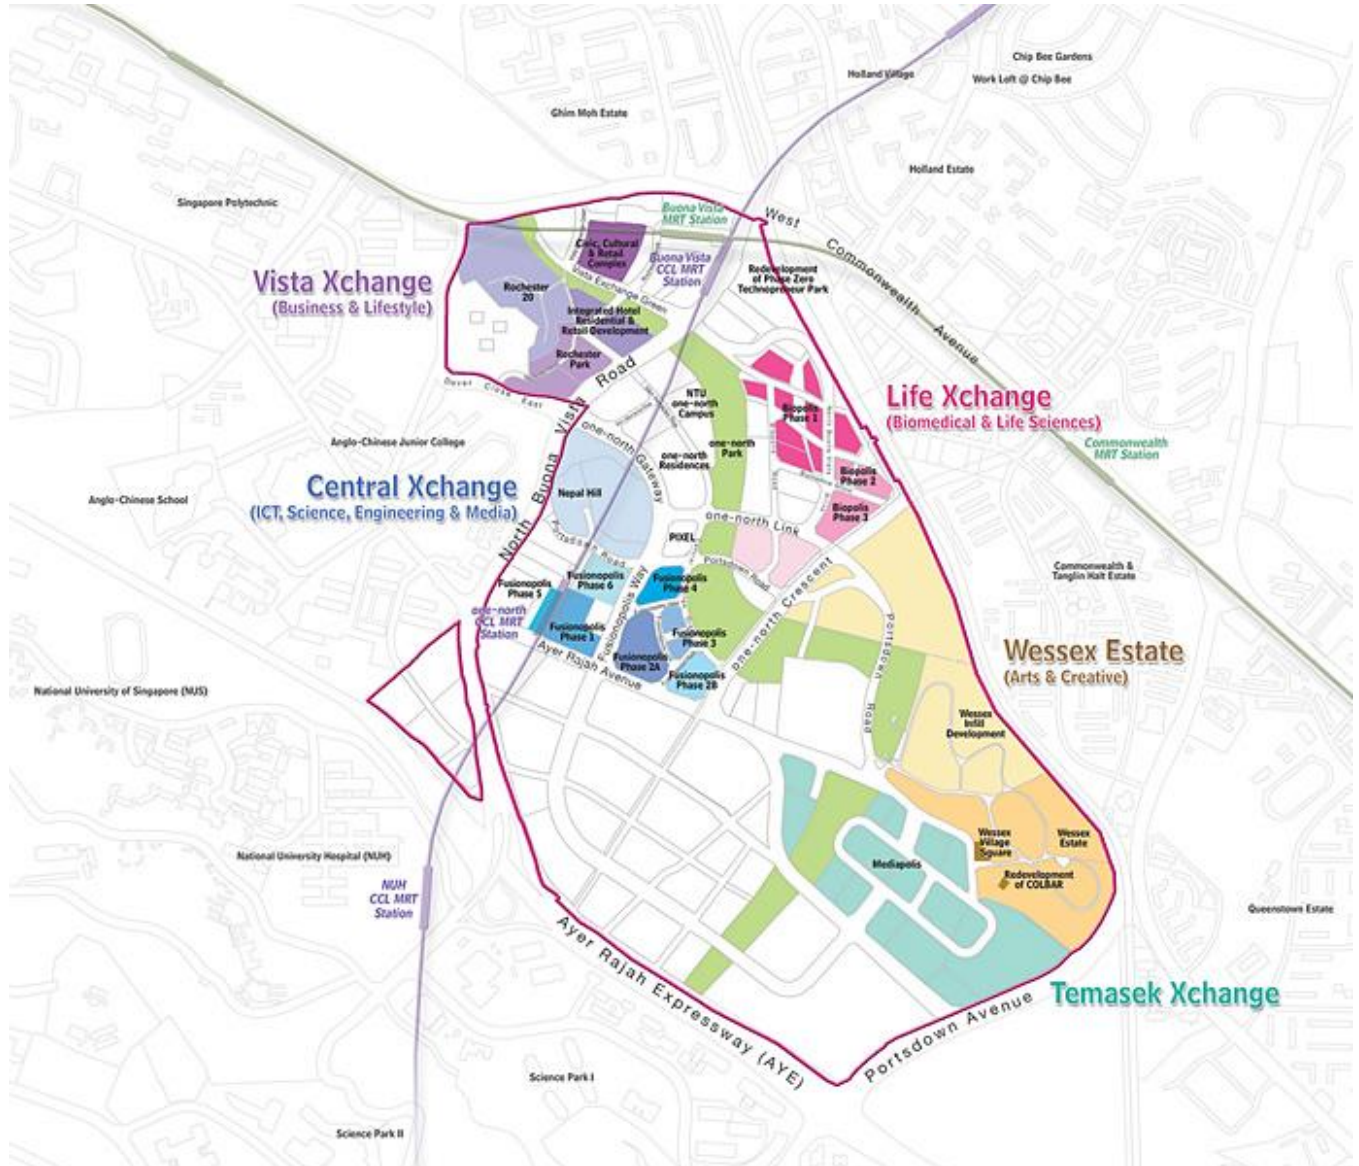 Chip Bee Gardens
Holland Village
Work Loft @ Chip Bee
Ghim Moh Estate
Holland Estate
Singapore Polytechnic
Buona Vista
MRT Station
West Commonwealth Avenue
Civic, Cultural
& Retail
Complex
Buona Vista
CCL MRT
Station
Vista Exchange Green
Redevelopment
of Phase Zero
Technopreneur Park
Vista Xchange
(Business & Lifestyle)
Rochester
20
Integrated Hotel
Residential &
Retail Development
Rochester
Park
Dover Close East
North Buona Vista Road
NTU
one-north
Campus
Life Xchange
(Biomedical & Life Sciences)
Biopolis
Phase 1
Anglo-Chinese Junior College
one-north Gateway
one-north
Residences
one-north
Park
Commonwealth
MRT Station
Biopolis
Phase 2
Central Xchange
(ICT, Science, Engineering & Media)
Nepal Hill
Anglo-Chinese School
Biopolis
Phase 3
one-north Link
PIXEL
Portsdown Road
Portsdown Road
Commonwealth &
Tanglin Halt Estate
Fusionopolis
Phase 5
Fusionopolis
Phase 6
Fusionopolis Way
Fusionopolis
Phase 4
one-north Crescent
one-north
CCL MRT
Station
Fusionopolis
Phase 1
Fusionopolis
Phase 3
Fusionopolis
Phase 2A
Fusionopolis
Phase 2B
Ayer Rajah Avenue
Portsdown Road
Wessex Estate
(Arts & Creative)
National University of Singapore (NUS)
Wessex
Infill
Development
Wessex
Village
Square
Wessex
Estate
National University Hospital (NUH)
Mediapolis
Redevelopment
of COLBAR
NUH
CCL MRT
Station
Queenstown Estate
Ayer Rajah Expressway (AYE)
Temasek Xchange
Portsdown Avenue
Science Park I
Science Park II